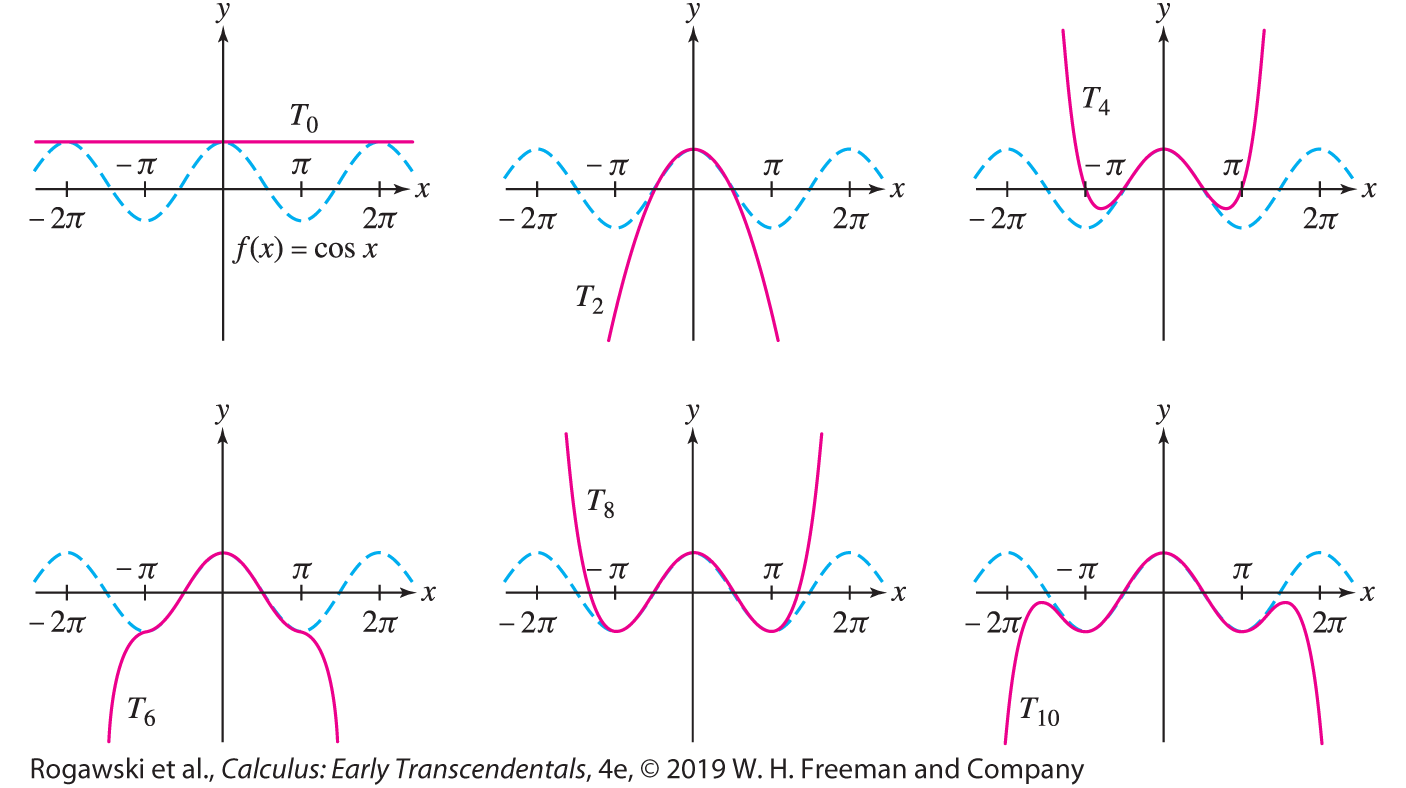 y
T₀
−π π
x
−2π 2π
f(x) = cos x
y
−π π
x
−2π 2π
T₂
y
T₄
−π π
x
−2π 2π
y
−π π
x
−2π 2π
T₆
y
T₈
−π π
x
−2π 2π
y
−π π
x
−2π 2π
T₁₀
Rogawski et al., Calculus: Early Transcendentals, 4e, © 2019 W. H. Freeman and Company